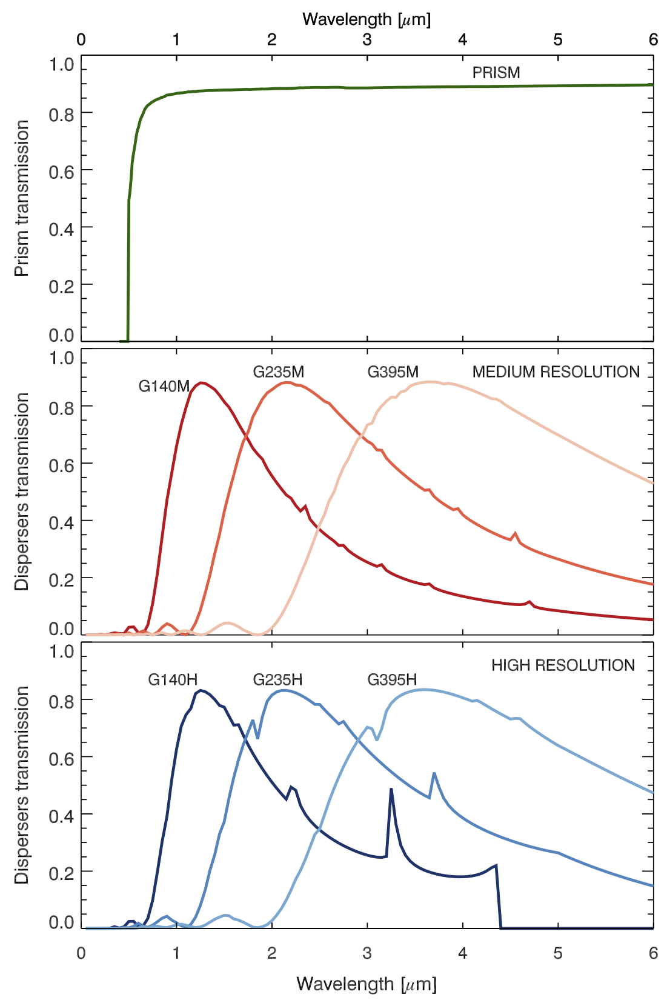 Wavelength [μm]
0 1 2 3 4 5 6
1.0
PRISM
0.8
0.6
0.4
0.2
0.0
Prism transmission
1.0
G140M G235M G395M MEDIUM RESOLUTION
0.8
0.6
0.4
0.2
0.0
Dispersers transmission
1.0
G140H G235H G395H HIGH RESOLUTION
0.8
0.6
0.4
0.2
0.0
Dispersers transmission
0 1 2 3 4 5 6
Wavelength [μm]